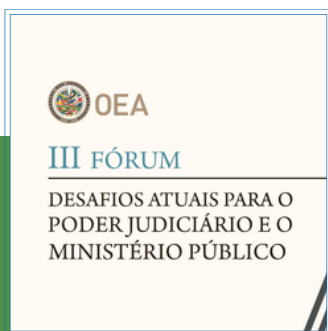 OEA
III FÓRUM
DESAFIOS ATUAIS PARA O
PODER JUDICIÁRIO E O
MINISTÉRIO PÚBLICO